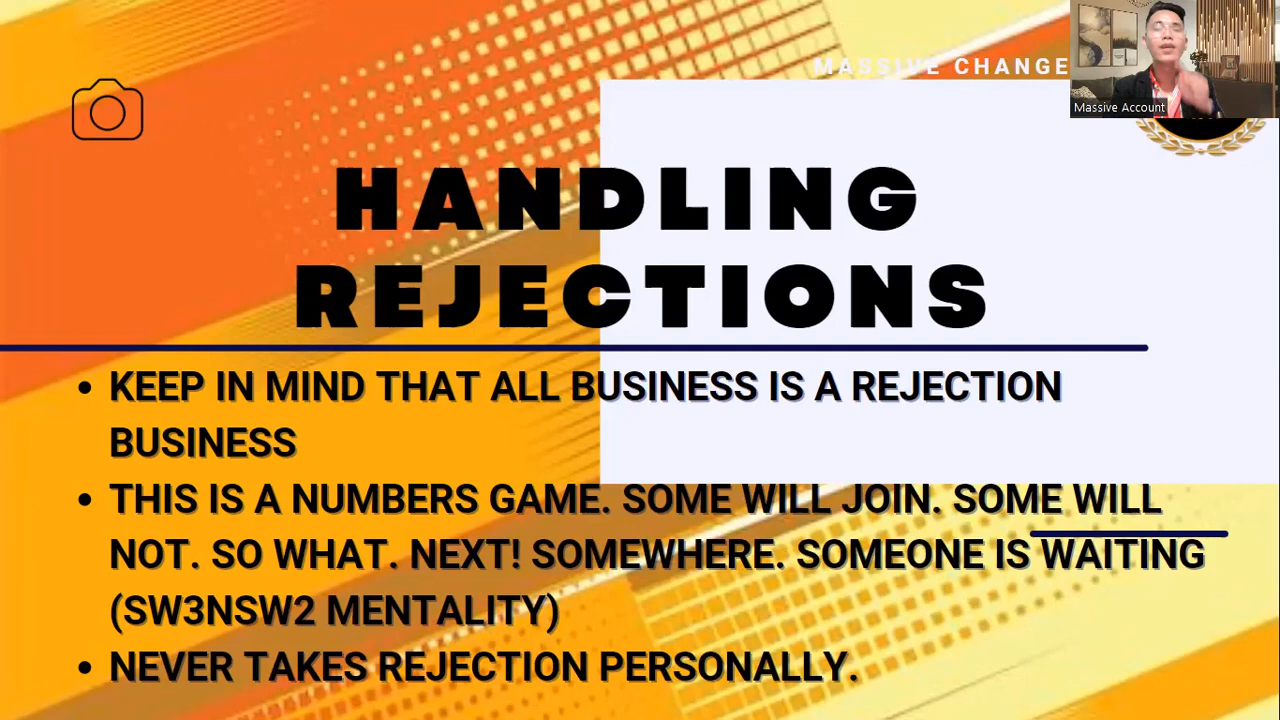 MASSIVE CHANGE
Massive Account
HANDLING
REJECTIONS
• KEEP IN MIND THAT ALL BUSINESS IS A REJECTION
BUSINESS
• THIS IS A NUMBERS GAME. SOME WILL JOIN. SOME WILL
NOT. SO WHAT. NEXT! SOMEWHERE. SOMEONE IS WAITING
(SW3NSW2 MENTALITY)
• NEVER TAKES REJECTION PERSONALLY.